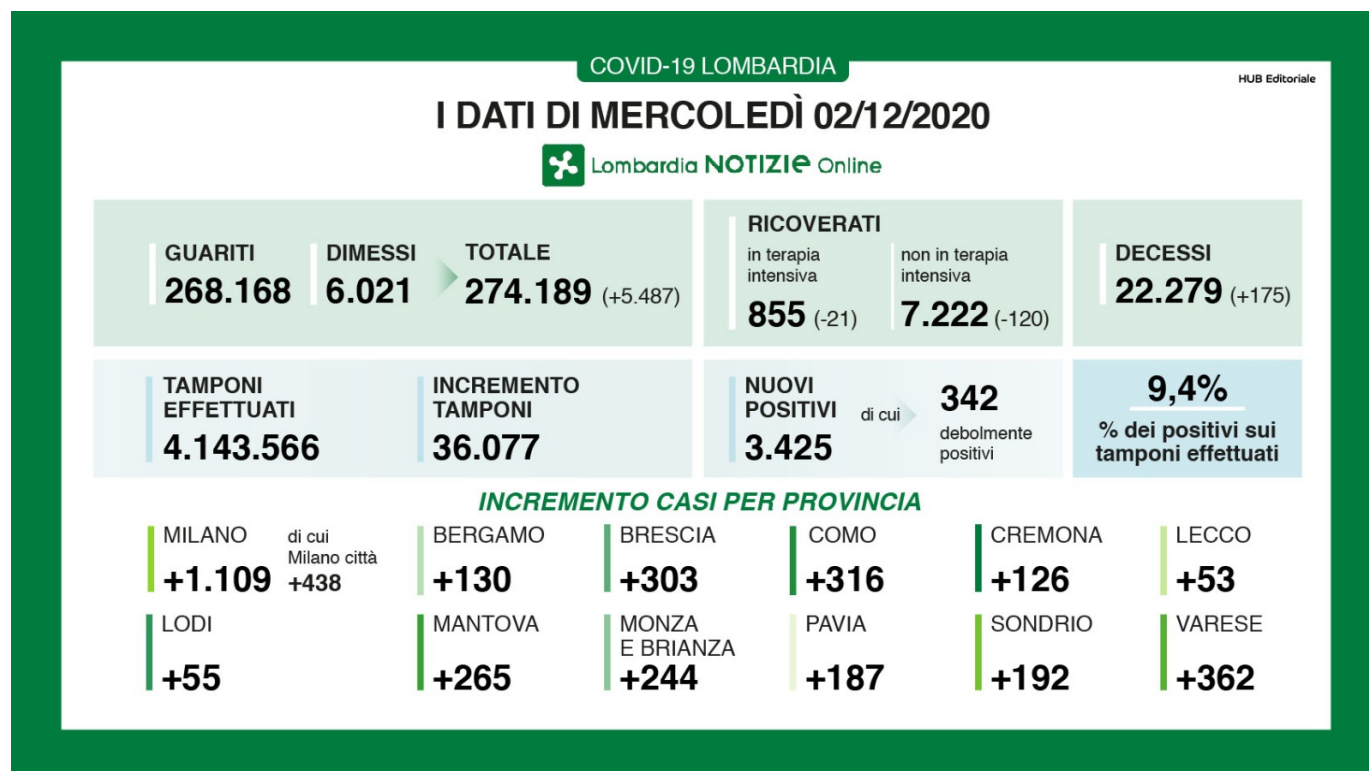 COVID-19 LOMBARDIA
HUB Editoriale
I DATI DI MERCOLEDÌ 02/12/2020
Lombardia NOTIZIE Online
GUARITI
268.168
DIMESSI
6.021
TOTALE
274.189 (+5.487)
RICOVERATI
in terapia
intensiva
855 (-21)
non in terapia
intensiva
7.222 (-120)
DECESSI
22.279 (+175)
TAMPONI
EFFETTUATI
4.143.566
INCREMENTO
TAMPONI
36.077
NUOVI
POSITIVI
3.425
di cui
342
debolmente
positivi
9,4%
% dei positivi sui
tamponi effettuati
INCREMENTO CASI PER PROVINCIA
MILANO
+1.109
di cui
Milano città
+438
BERGAMO
+130
BRESCIA
+303
COMO
+316
CREMONA
+126
LECCO
+53
LODI
+55
MANTOVA
+265
MONZA
E BRIANZA
+244
PAVIA
+187
SONDRIO
+192
VARESE
+362